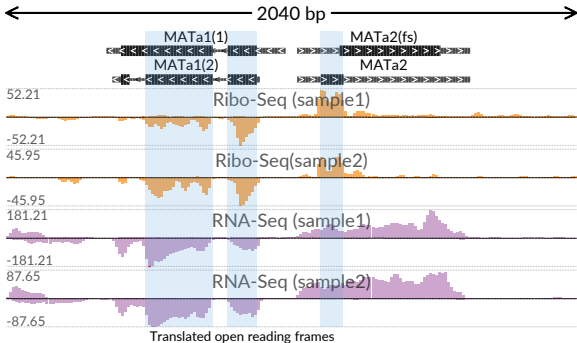 2040 bp
MATa1(1) MATa2(fs)
MATa1(2) MATa2
52.21
Ribo-Seq (sample1)
-52.21
45.95
Ribo-Seq(sample2)
-45.95
181.21
RNA-Seq (sample1)
-181.21
87.65
RNA-Seq (sample2)
-87.65
Translated open reading frames